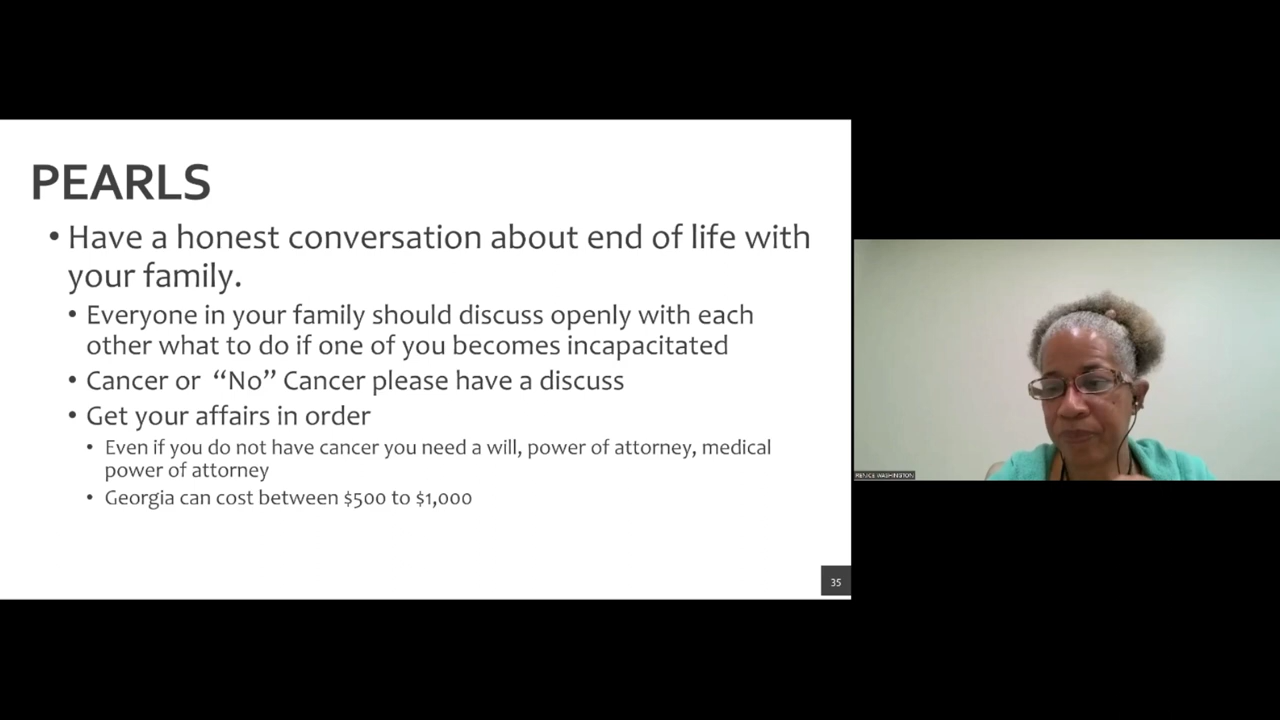 PEARLS
• Have a honest conversation about end of life with
your family.
• Everyone in your family should discuss openly with each
other what to do if one of you becomes incapacitated
• Cancer or “No” Cancer please have a discuss
• Get your affairs in order
• Even if you do not have cancer you need a will, power of attorney, medical
power of attorney
• Georgia can cost between $500 to $1,000
35
RENICE WASHINGTON